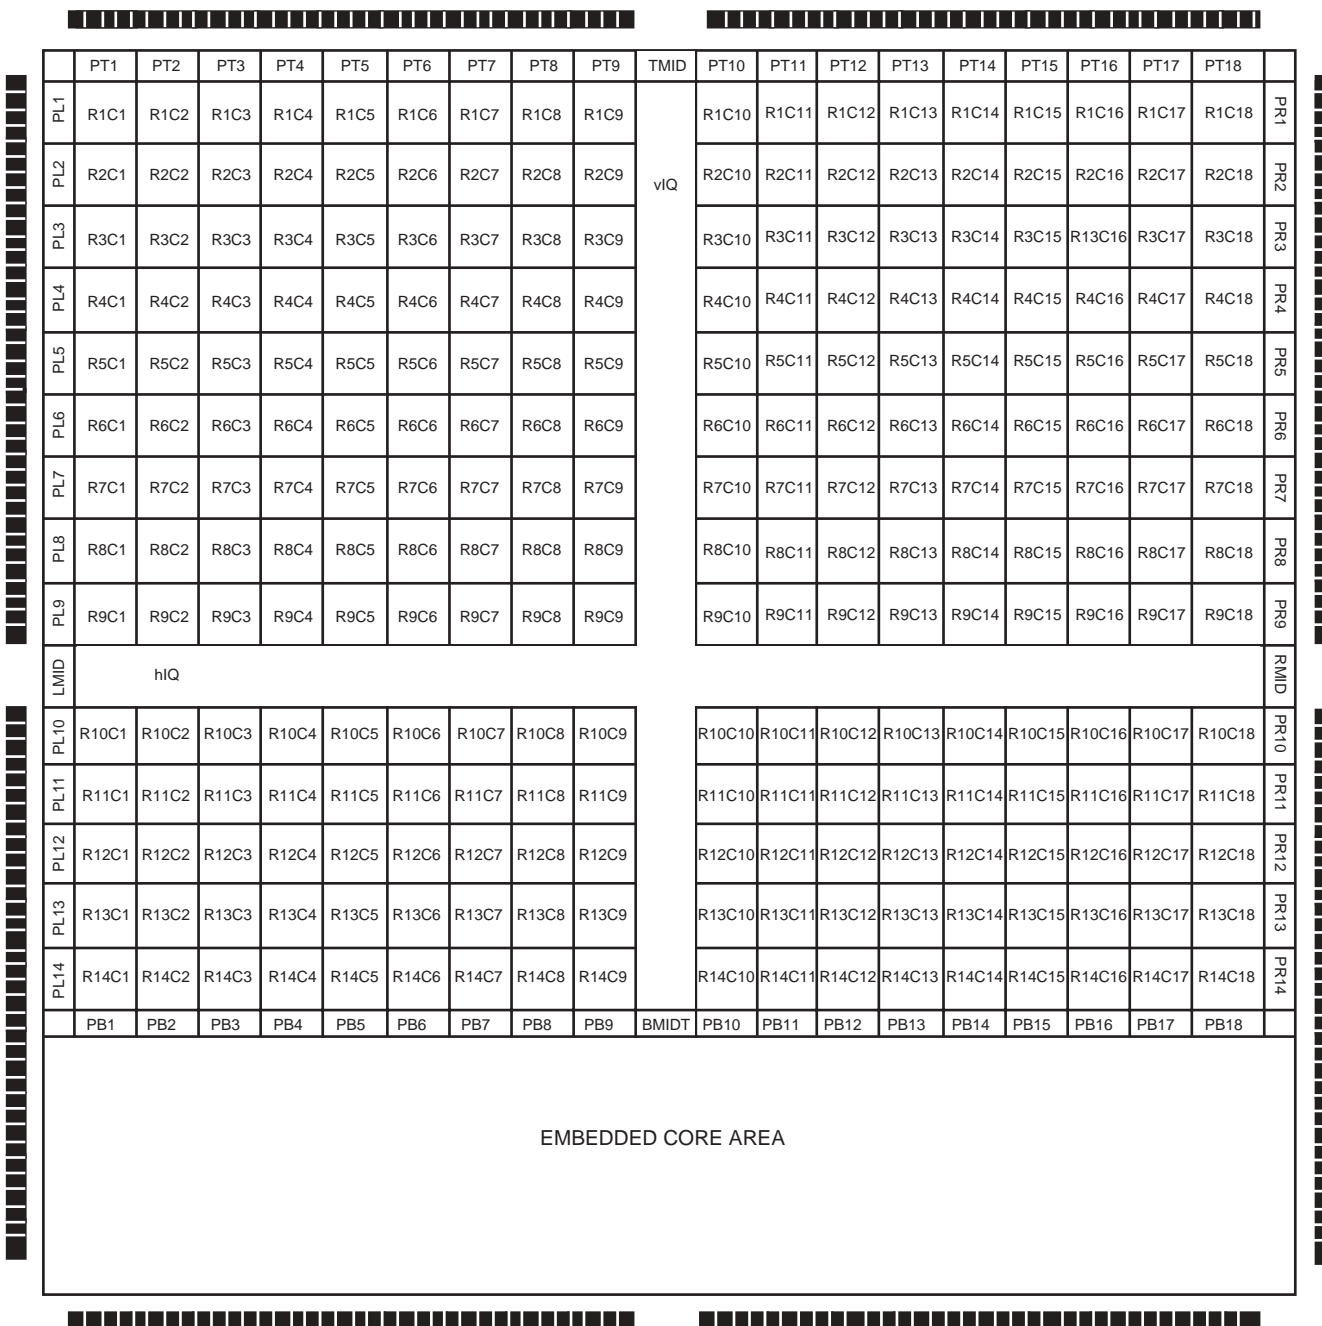 PT1 PT2 PT3 PT4 PT5 PT6 PT7 PT8 PT9 TMID PT10 PT11 PT12 PT13 PT14 PT15 PT16 PT17 PT18
PL1 R1C1 R1C2 R1C3 R1C4 R1C5 R1C6 R1C7 R1C8 R1C9 R1C10 R1C11 R1C12 R1C13 R1C14 R1C15 R1C16 R1C17 R1C18 PR1
PL2 R2C1 R2C2 R2C3 R2C4 R2C5 R2C6 R2C7 R2C8 R2C9 vIQ R2C10 R2C11 R2C12 R2C13 R2C14 R2C15 R2C16 R2C17 R2C18 PR2
PL3 R3C1 R3C2 R3C3 R3C4 R3C5 R3C6 R3C7 R3C8 R3C9 R3C10 R3C11 R3C12 R3C13 R3C14 R3C15 R13C16 R3C17 R3C18 PR3
PL4 R4C1 R4C2 R4C3 R4C4 R4C5 R4C6 R4C7 R4C8 R4C9 R4C10 R4C11 R4C12 R4C13 R4C14 R4C15 R4C16 R4C17 R4C18 PR4
PL5 R5C1 R5C2 R5C3 R5C4 R5C5 R5C6 R5C7 R5C8 R5C9 R5C10 R5C11 R5C12 R5C13 R5C14 R5C15 R5C16 R5C17 R5C18 PR5
PL6 R6C1 R6C2 R6C3 R6C4 R6C5 R6C6 R6C7 R6C8 R6C9 R6C10 R6C11 R6C12 R6C13 R6C14 R6C15 R6C16 R6C17 R6C18 PR6
PL7 R7C1 R7C2 R7C3 R7C4 R7C5 R7C6 R7C7 R7C8 R7C9 R7C10 R7C11 R7C12 R7C13 R7C14 R7C15 R7C16 R7C17 R7C18 PR7
PL8 R8C1 R8C2 R8C3 R8C4 R8C5 R8C6 R8C7 R8C8 R8C9 R8C10 R8C11 R8C12 R8C13 R8C14 R8C15 R8C16 R8C17 R8C18 PR8
PL9 R9C1 R9C2 R9C3 R9C4 R9C5 R9C6 R9C7 R9C8 R9C9 R9C10 R9C11 R9C12 R9C13 R9C14 R9C15 R9C16 R9C17 R9C18 PR9
LMID hIQ RMID
PL10 R10C1 R10C2 R10C3 R10C4 R10C5 R10C6 R10C7 R10C8 R10C9 R10C10 R10C11 R10C12 R10C13 R10C14 R10C15 R10C16 R10C17 R10C18 PR10
PL11 R11C1 R11C2 R11C3 R11C4 R11C5 R11C6 R11C7 R11C8 R11C9 R11C10 R11C11 R11C12 R11C13 R11C14 R11C15 R11C16 R11C17 R11C18 PR11
PL12 R12C1 R12C2 R12C3 R12C4 R12C5 R12C6 R12C7 R12C8 R12C9 R12C10 R12C11 R12C12 R12C13 R12C14 R12C15 R12C16 R12C17 R12C18 PR12
PL13 R13C1 R13C2 R13C3 R13C4 R13C5 R13C6 R13C7 R13C8 R13C9 R13C10 R13C11 R13C12 R13C13 R13C14 R13C15 R13C16 R13C17 R13C18 PR13
PL14 R14C1 R14C2 R14C3 R14C4 R14C5 R14C6 R14C7 R14C8 R14C9 R14C10 R14C11 R14C12 R14C13 R14C14 R14C15 R14C16 R14C17 R14C18 PR14
PB1 PB2 PB3 PB4 PB5 PB6 PB7 PB8 PB9 BMIDT PB10 PB11 PB12 PB13 PB14 PB15 PB16 PB17 PB18
EMBEDDED CORE AREA